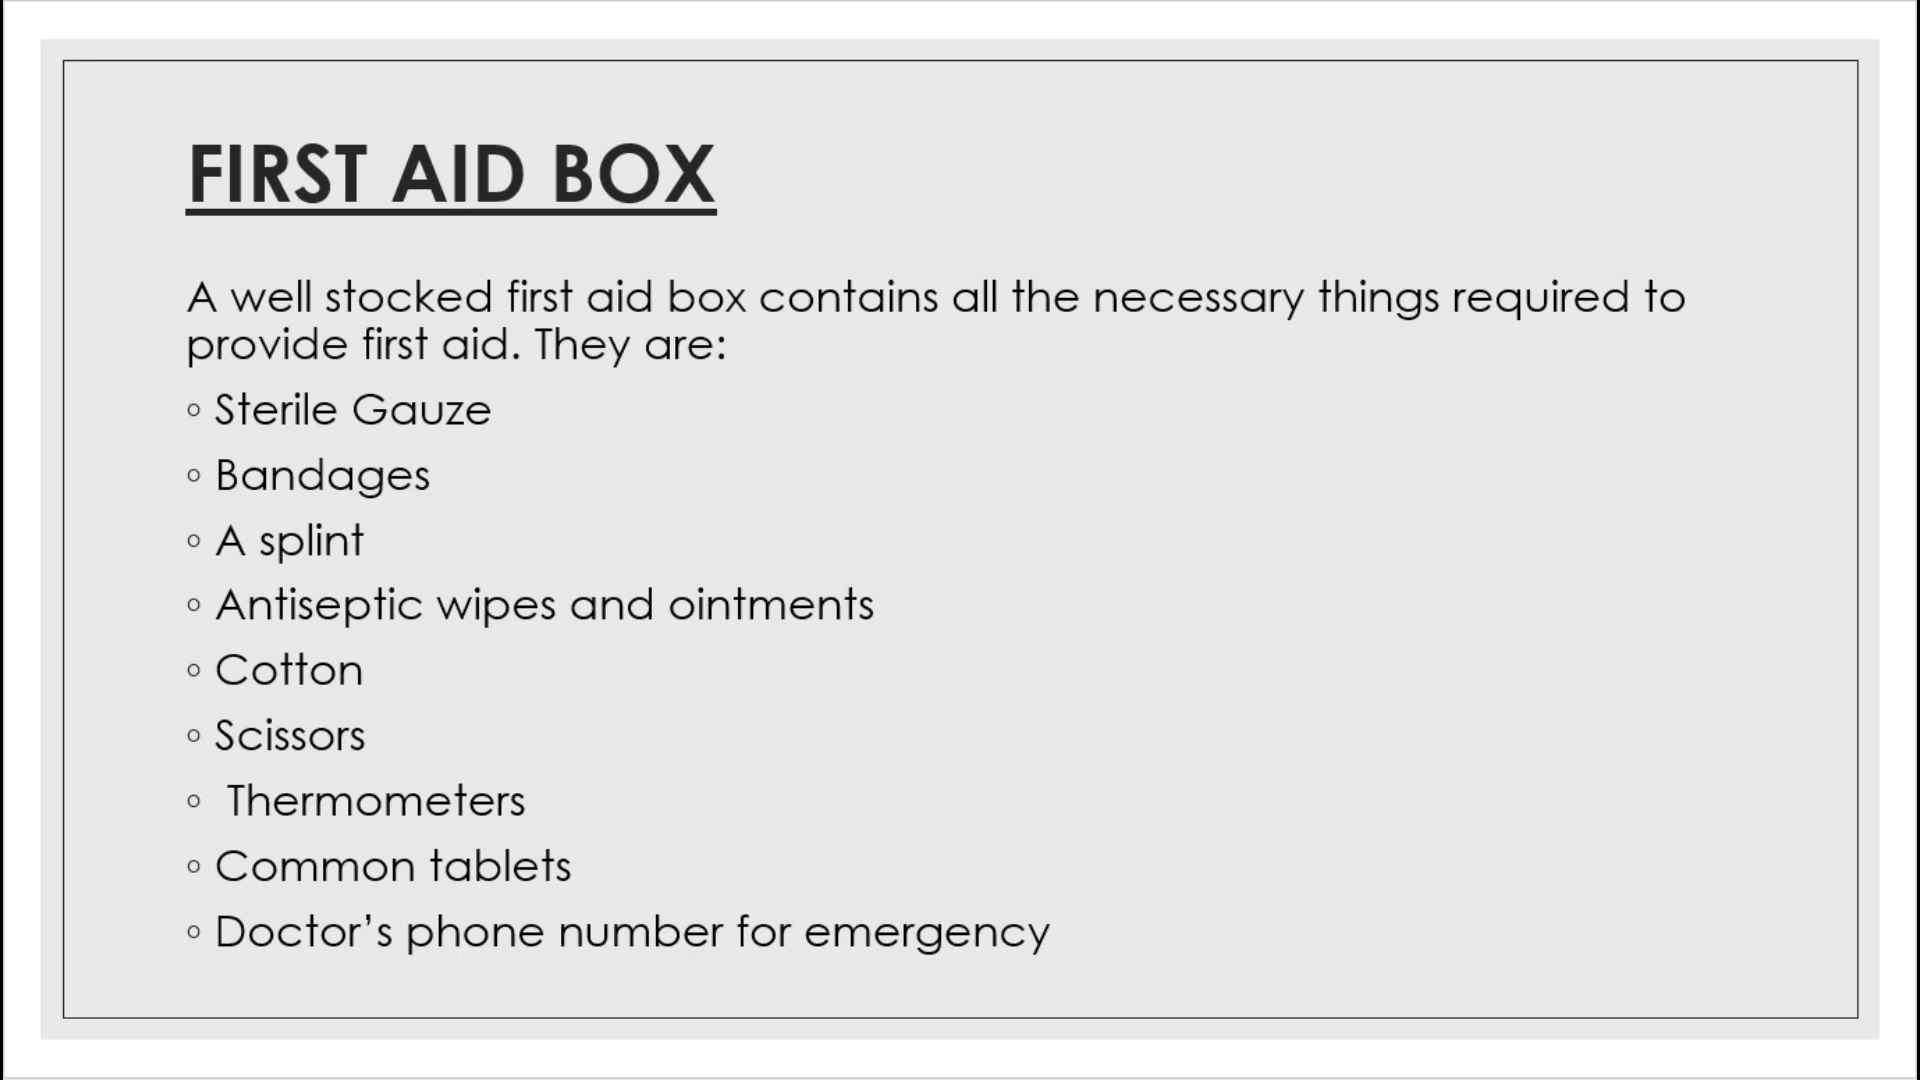 FIRST AID BOX
A well stocked first aid box contains all the necessary things required to
provide first aid. They are:
◦ Sterile Gauze
◦ Bandages
◦ A splint
◦ Antiseptic wipes and ointments
◦ Cotton
◦ Scissors
◦ Thermometers
◦ Common tablets
◦ Doctor’s phone number for emergency